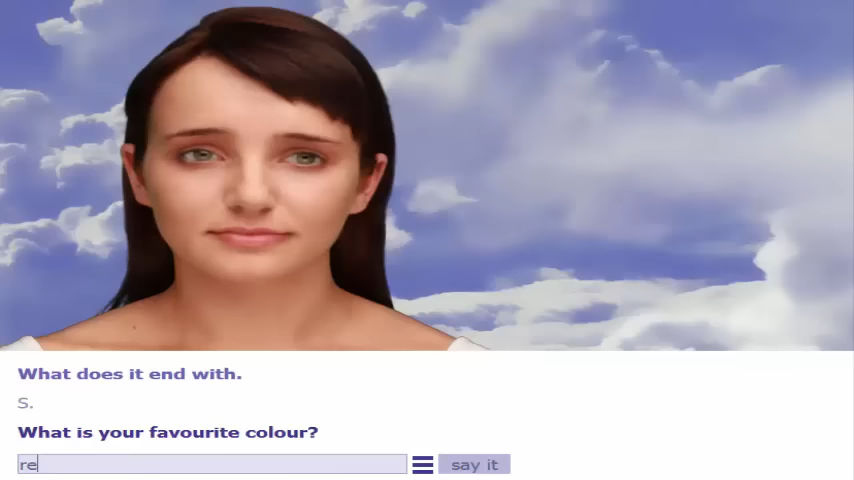 What does it end with.
S.
What is your favourite colour?
re
say it